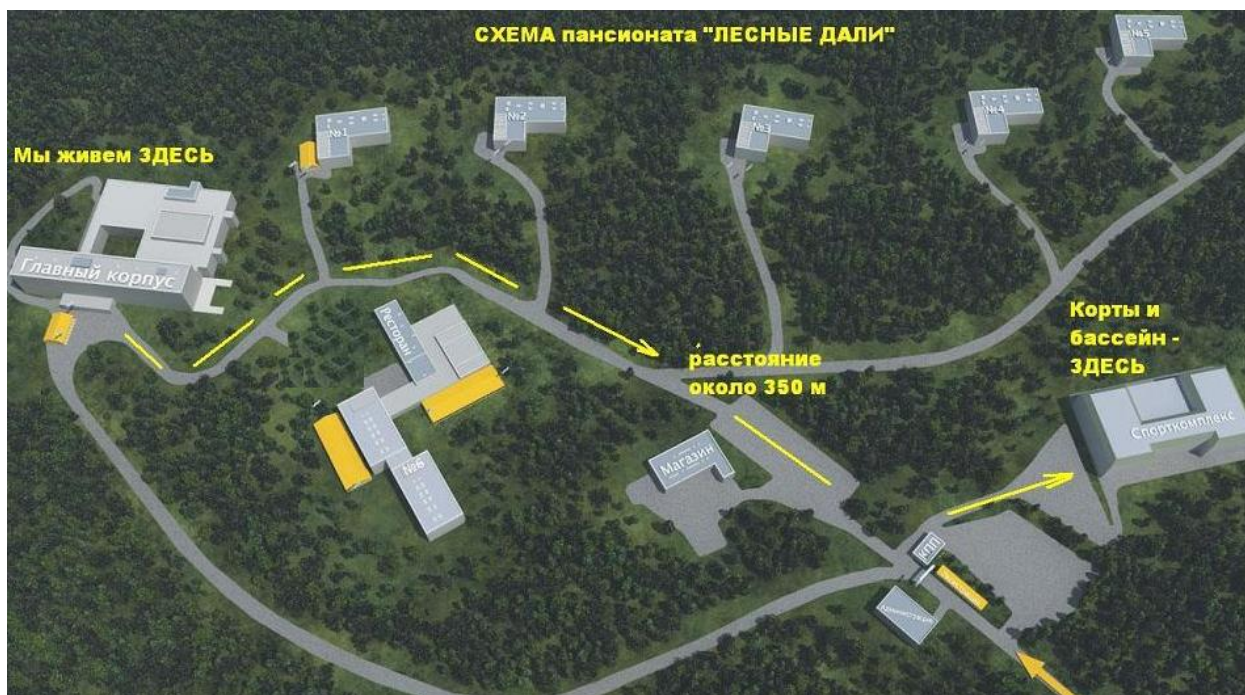 СХЕМА пансионата "ЛЕСНЫЕ ДАЛИ"
№5
№1
№2
№3
№4
Мы живем ЗДЕСЬ
Главный корпус
Ресторан
Корты и
бассейн -
ЗДЕСЬ
расстояние
около 350 м
Спорткомплекс
Магазин
№6
КПП